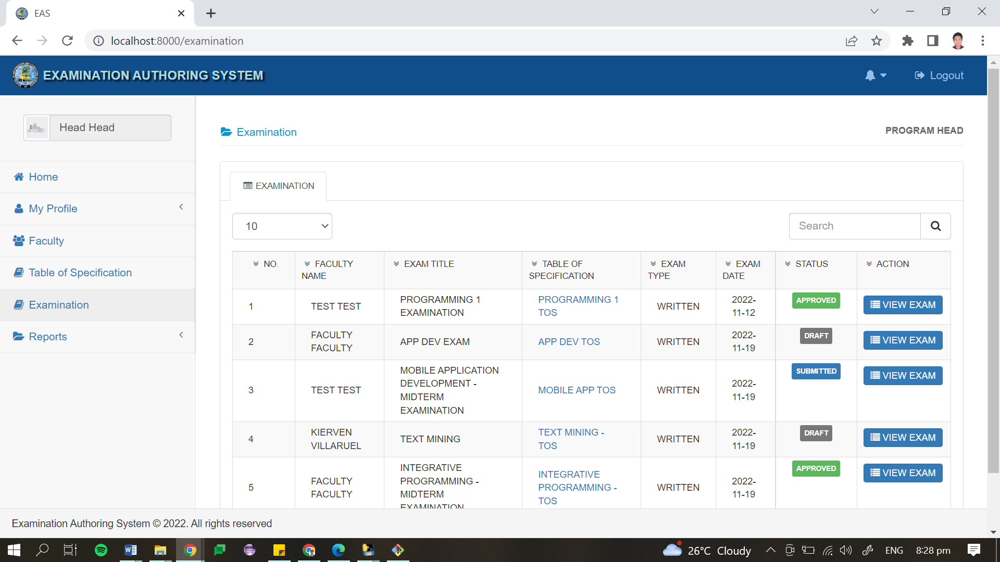 EAS
localhost:8000/examination
EXAMINATION AUTHORING SYSTEM
Logout
Head Head
Home
My Profile
Faculty
Table of Specification
Examination
Reports
Examination
PROGRAM HEAD
EXAMINATION
10
Search
NO.
FACULTY
NAME
EXAM TITLE
TABLE OF
SPECIFICATION
EXAM
TYPE
EXAM
DATE
STATUS
ACTION
1
TEST TEST
PROGRAMMING 1
EXAMINATION
PROGRAMMING 1
TOS
WRITTEN
2022-
11-12
APPROVED
VIEW EXAM
2
FACULTY
FACULTY
APP DEV EXAM
APP DEV TOS
WRITTEN
2022-
11-19
DRAFT
VIEW EXAM
3
TEST TEST
MOBILE APPLICATION
DEVELOPMENT -
MIDTERM
EXAMINATION
MOBILE APP TOS
WRITTEN
2022-
11-19
SUBMITTED
VIEW EXAM
4
KIERVEN
VILLARUEL
TEXT MINING
TEXT MINING -
TOS
WRITTEN
2022-
11-19
DRAFT
VIEW EXAM
5
FACULTY
FACULTY
INTEGRATIVE
PROGRAMMING -
MIDTERM
EXAMINATION
INTEGRATIVE
PROGRAMMING -
TOS
WRITTEN
2022-
11-19
APPROVED
VIEW EXAM
Examination Authoring System © 2022. All rights reserved
26°C Cloudy
ENG
8:28 pm